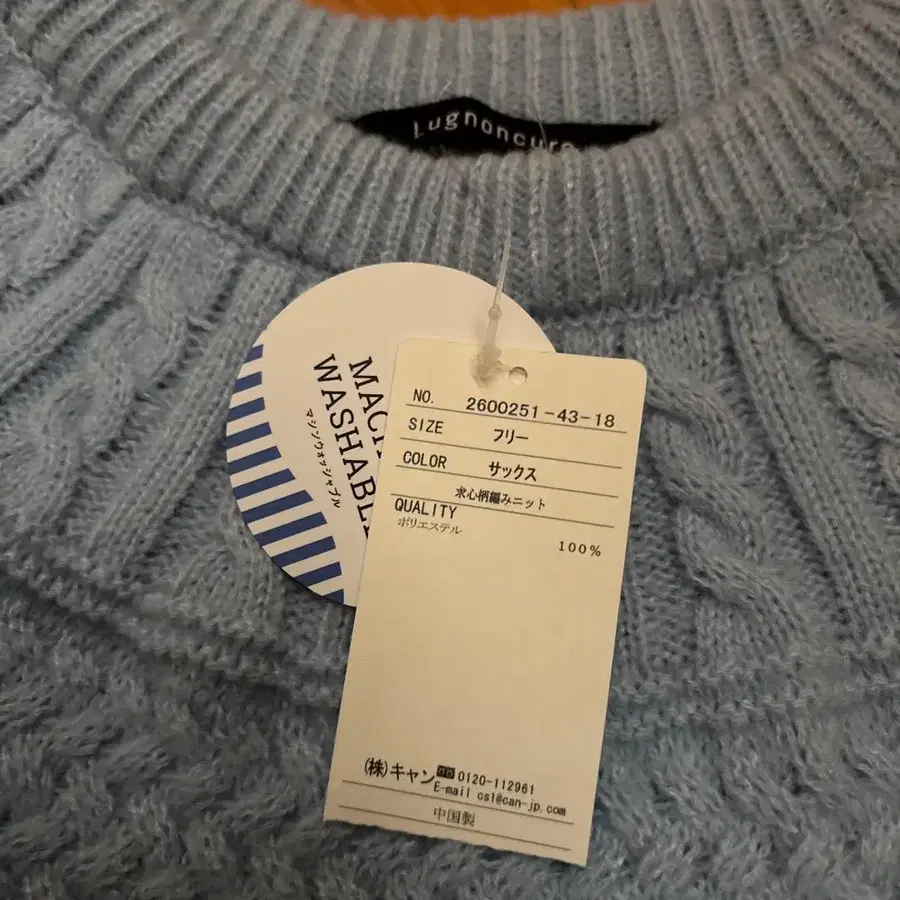 Lugnoncure
MAC
WASHABL
マシンウォッシャブル
NO. 2600251-43-18
SIZE フリー
COLOR サックス
求心柄編みニット
QUALITY
ポリエステル
100%
(株)キャン 0120-112961
E-mail cs1@can-jp.com
中国製